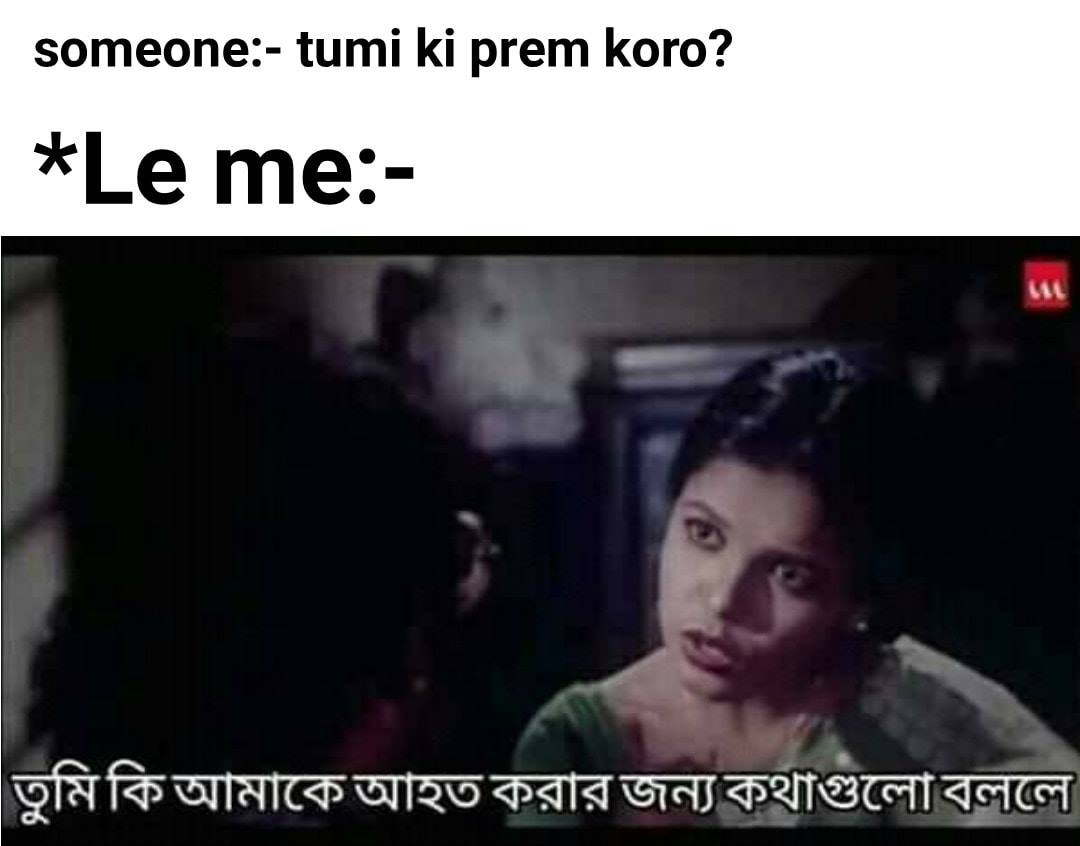 someone:- tumi ki prem koro?
*Le me:-
তুমি কি আমাকে আহত করার জন্য কথাগুলো বললে